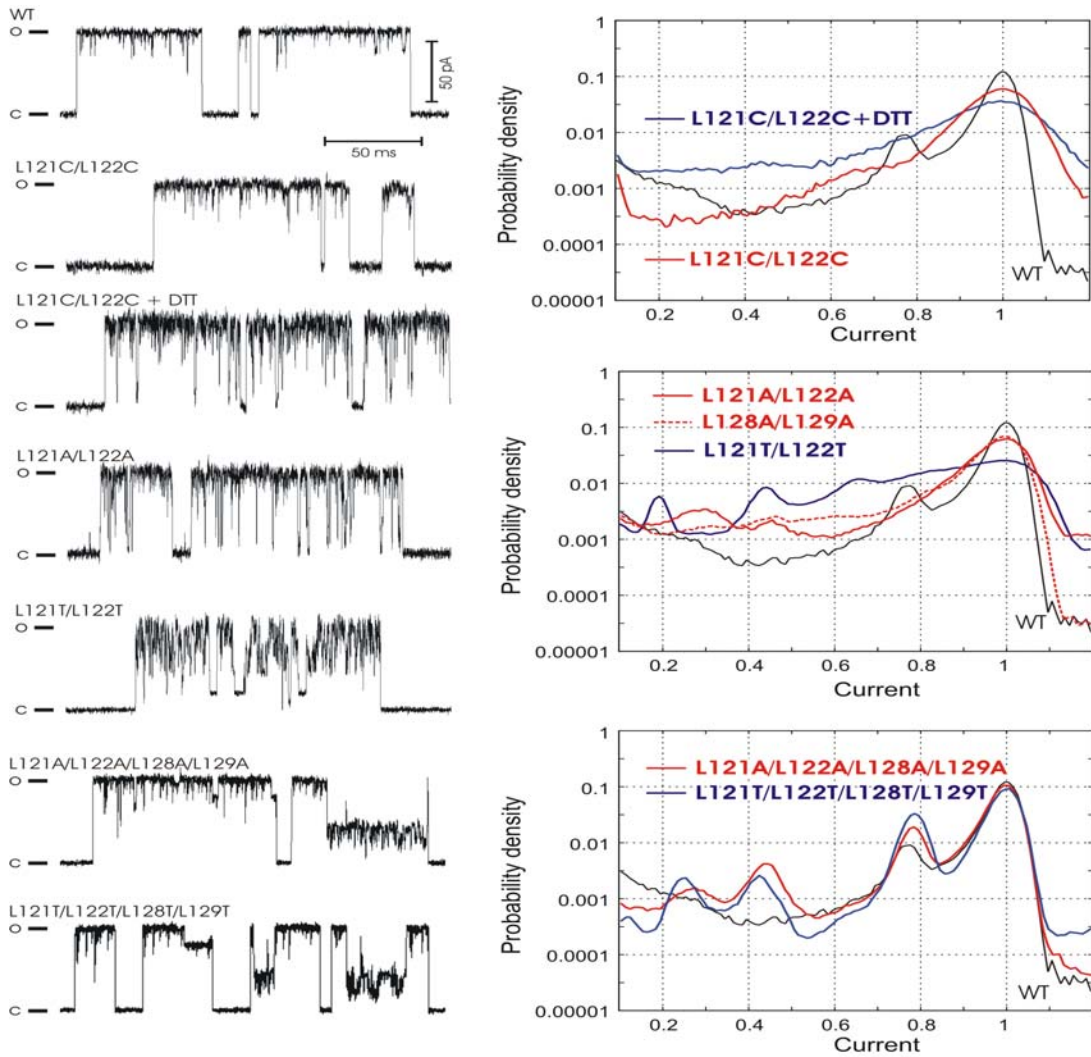 WT
O
C
50 pA
50 ms
L121C/L122C
O
C
L121C/L122C + DTT
O
C
L121A/L122A
O
C
L121T/L122T
O
C
L121A/L122A/L128A/L129A
O
C
L121T/L122T/L128T/L129T
O
C
Probability density
1
0.1
0.01
0.001
0.0001
0.00001
L121C/L122C+DTT
L121C/L122C
WT
0.2
0.4
0.6
0.8
1
Current
Probability density
1
0.1
0.01
0.001
0.0001
0.00001
L121A/L122A
L128A/L129A
L121T/L122T
WT
0.2
0.4
0.6
0.8
1
Current
Probability density
1
0.1
0.01
0.001
0.0001
0.00001
L121A/L122A/L128A/L129A
L121T/L122T/L128T/L129T
WT
0.2
0.4
0.6
0.8
1
Current